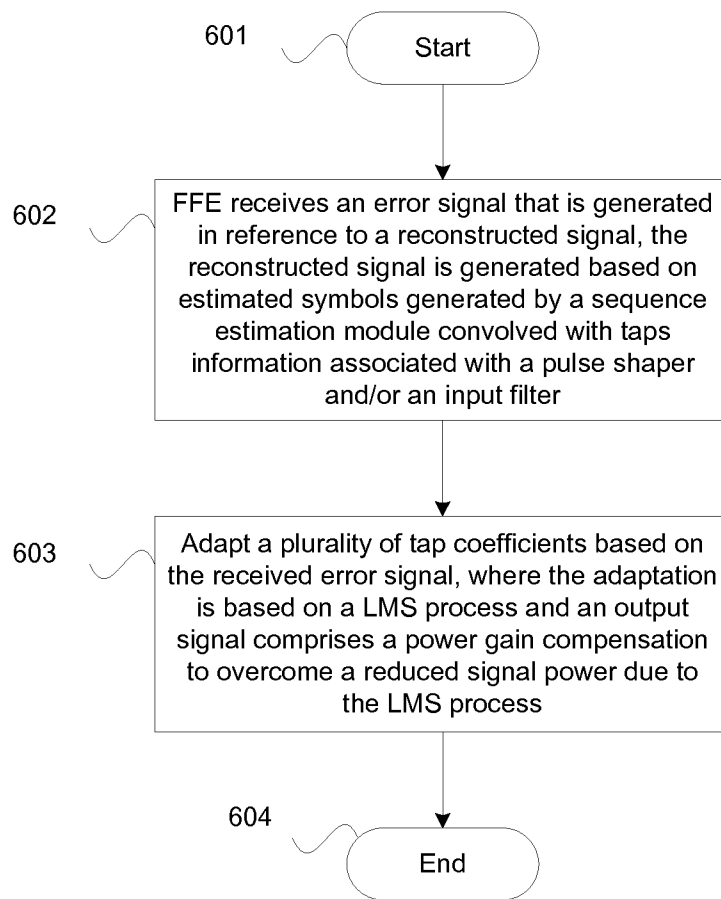 601
Start
602
FFE receives an error signal that is generated
in reference to a reconstructed signal, the
reconstructed signal is generated based on
estimated symbols generated by a sequence
estimation module convolved with taps
information associated with a pulse shaper
and/or an input filter
603
Adapt a plurality of tap coefficients based on
the received error signal, where the adaptation
is based on a LMS process and an output
signal comprises a power gain compensation
to overcome a reduced signal power due to
the LMS process
604
End